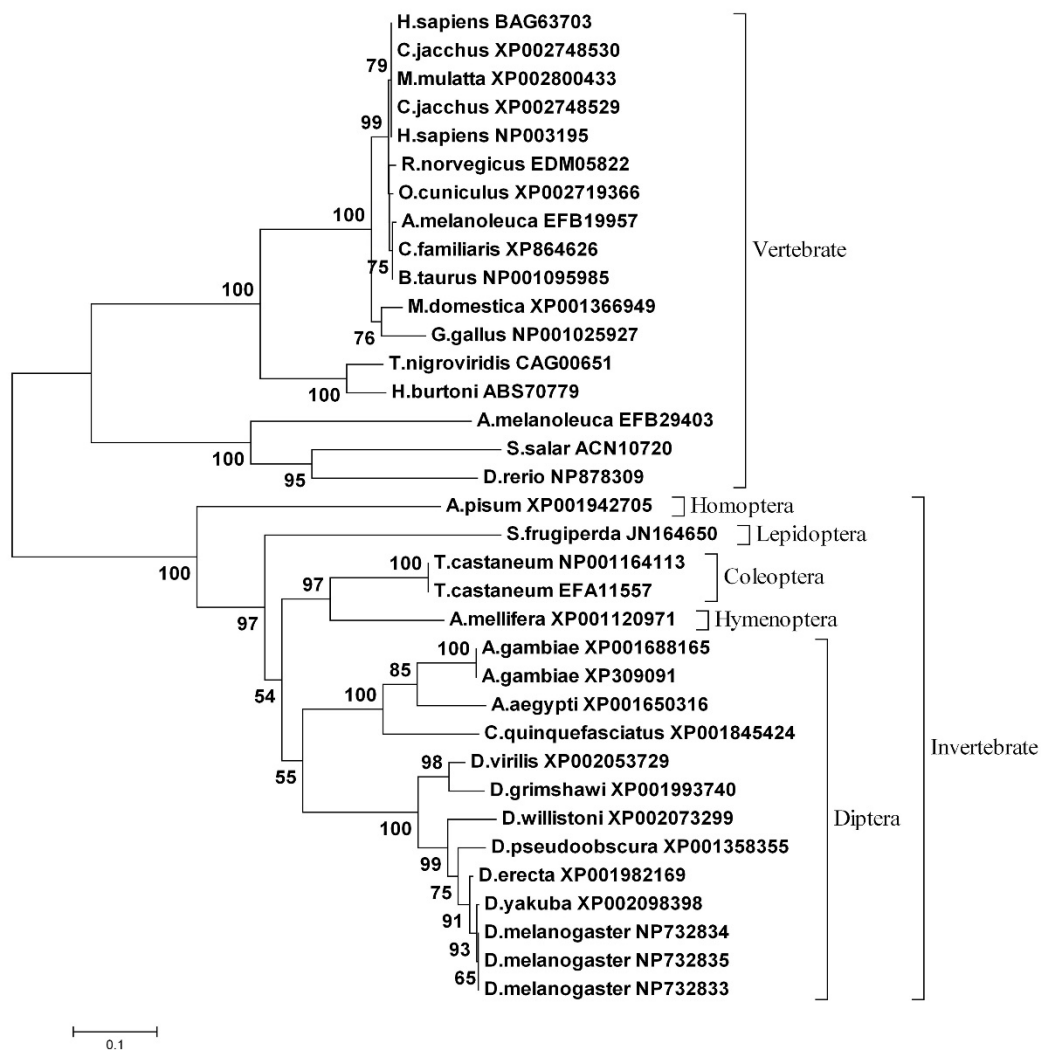 H.sapiens BAG63703
C.jacchus XP002748530
79
M.mulatta XP002800433
C.jacchus XP002748529
99
H.sapiens NP003195
R.norvegicus EDM05822
O.cuniculus XP002719366
100
A.melanoleuca EFB19957
C.familiaris XP864626
Vertebrate
75
B.taurus NP001095985
100
M.domestica XP001366949
76
G.gallus NP001025927
T.nigroviridis CAG00651
100
H.burtoni ABS70779
A.melanoleuca EFB29403
100
S.salar ACN10720
95
D.rerio NP878309
A.pisum XP001942705
Homoptera
S.frugiperda JN164650
Lepidoptera
100
100
T.castaneum NP001164113
Coleoptera
97
T.castaneum EFA11557
97
A.mellifera XP001120971
Hymenoptera
100
A.gambiae XP001688165
85
A.gambiae XP309091
54
100
A.aegypti XP001650316
C.quinquefasciatus XP001845424
Invertebrate
55
98
D.virilis XP002053729
D.grimshawi XP001993740
100
D.willistoni XP002073299
Diptera
99
D.pseudoobscura XP001358355
75
D.erecta XP001982169
91
D.yakuba XP002098398
D.melanogaster NP732834
93
D.melanogaster NP732835
65
D.melanogaster NP732833
0.1